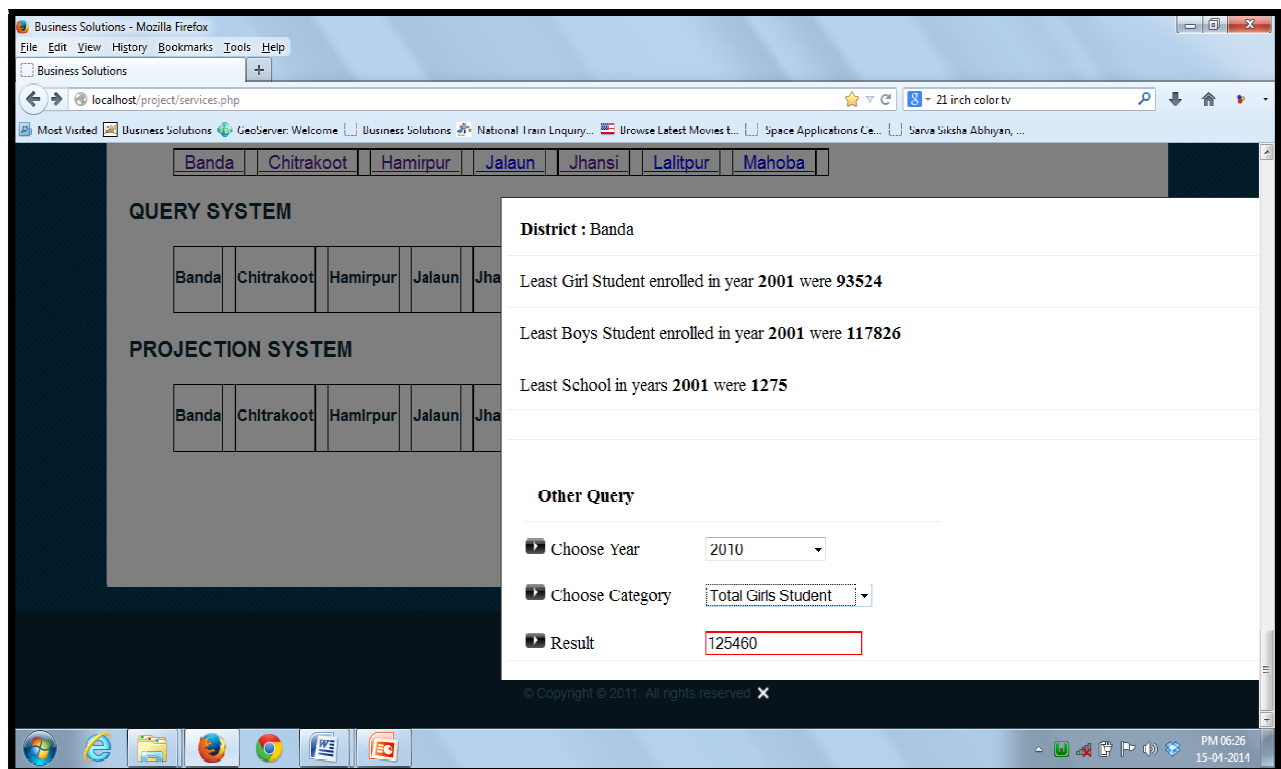 Business Solutions - Mozilla Firefox
File Edit View History Bookmarks Tools Help
Business Solutions
localhost/project/services.php
21 inch color tv
Most Visited Business Solutions GeoServer: Welcome Business Solutions National Train Enquiry... Browse Latest Movies t... Space Applications Ce... Sarva Siksha Abhiyan, ...
Banda Chitrakoot Hamirpur Jalaun Jhansi Lalitpur Mahoba
QUERY SYSTEM
Banda Chitrakoot Hamirpur Jalaun Jha
PROJECTION SYSTEM
Banda Chitrakoot Hamirpur Jalaun Jha
District : Banda
Least Girl Student enrolled in year 2001 were 93524
Least Boys Student enrolled in year 2001 were 117826
Least School in years 2001 were 1275
Other Query
Choose Year 2010
Choose Category Total Girls Student
Result 125460
© Copyright © 2011. All rights reserved
PM 06:26
15-04-2014